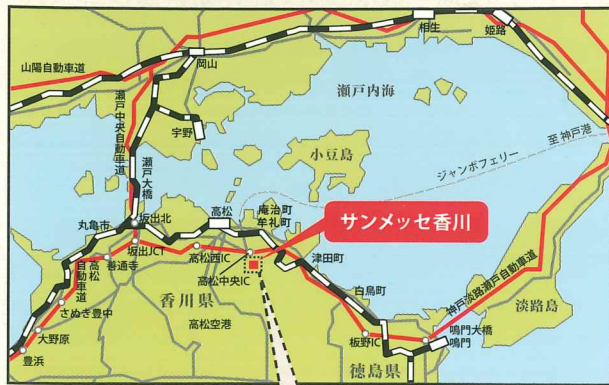 相生
姫路
山陽自動車道
岡山
瀬戸内海
瀬戸中央自動車道
宇野
小豆島
至 神戸港
ジャンボフェリー
瀬戸大橋
丸亀市
坂出北
高松
庵治町
牟礼町
サンメッセ香川
坂出JCT
高松西IC
津田町
善通寺
高松自動車道
高松中央IC
香川県
白鳥町
神戸淡路瀬戸自動車道
さぬき豊中
高松空港
淡路島
大野原
板野IC
鳴門大橋
鳴門
豊浜
徳島県